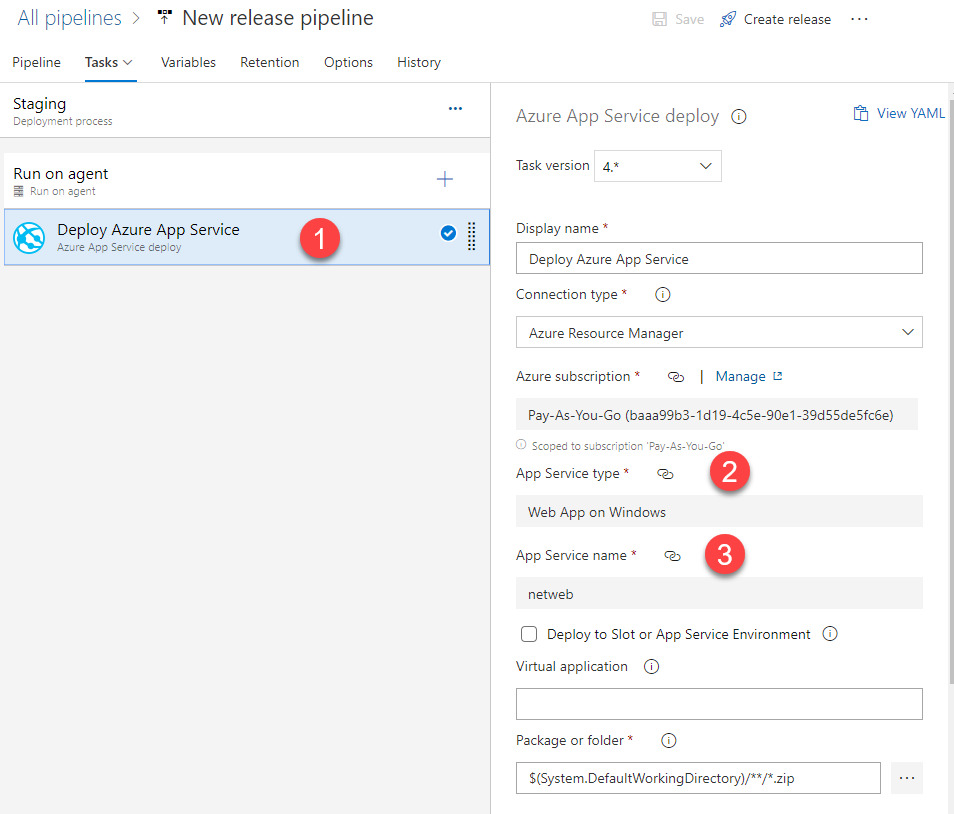 All pipelines > New release pipeline
Save Create release ...
Pipeline Tasks Variables Retention Options History
Staging
Deployment process
...
Run on agent
Run on agent
Deploy Azure App Service
Azure App Service deploy
1
Azure App Service deploy
View YAML
Task version 4.*
Display name *
Deploy Azure App Service
Connection type *
Azure Resource Manager
Azure subscription * | Manage
Pay-As-You-Go (baaa99b3-1d19-4c5e-90e1-39d55de5fc6e)
Scoped to subscription 'Pay-As-You-Go'
App Service type *
2
Web App on Windows
App Service name *
3
netweb
Deploy to Slot or App Service Environment
Virtual application
Package or folder *
$(System.DefaultWorkingDirectory)/**/*.zip
...